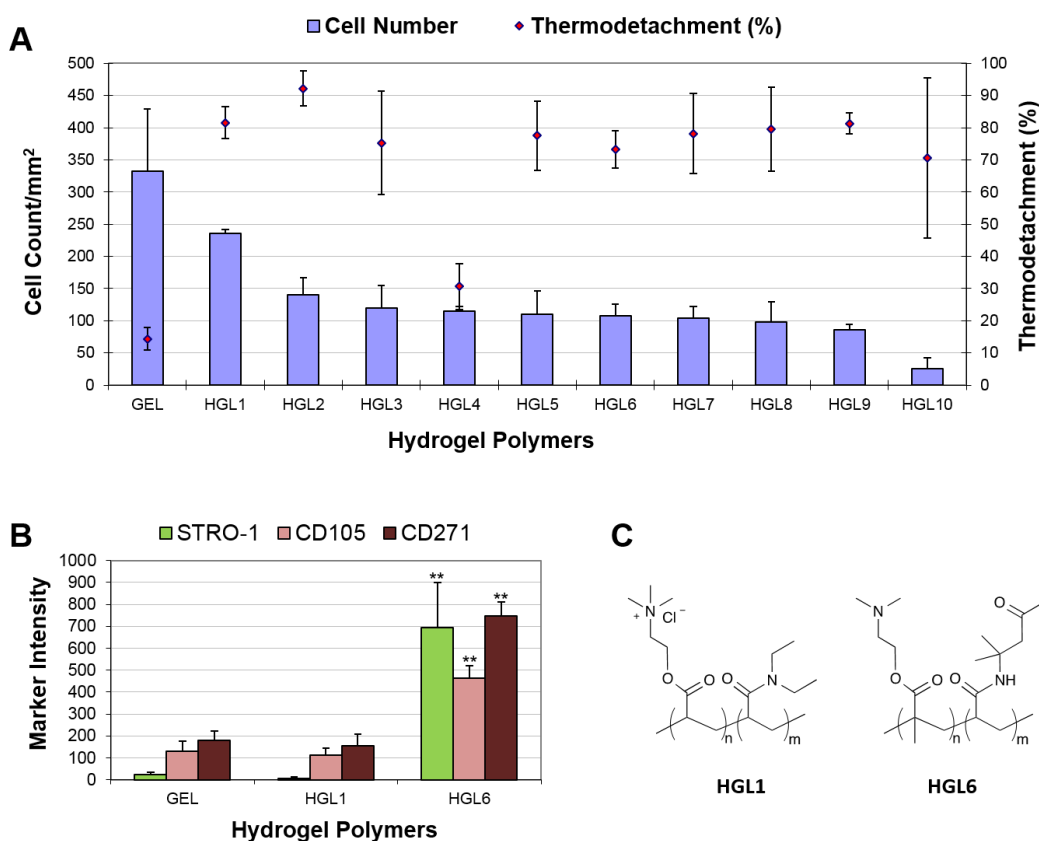 A
Cell Number
Thermodetachment (%)
500
450
400
350
300
250
200
150
100
50
0
Cell Count/mm²
100
90
80
70
60
50
40
30
20
10
0
Thermodetachment (%)
GEL HGL1 HGL2 HGL3 HGL4 HGL5 HGL6 HGL7 HGL8 HGL9 HGL10
Hydrogel Polymers
B
STRO-1 CD105 CD271
1000
900
800
700
600
500
400
300
200
100
0
Marker Intensity
**
**
**
GEL HGL1 HGL6
Hydrogel Polymers
C
N
+
Cl −
O
O
O
N
n
m
HGL1
N
O
O
O
O
NH
n
m
HGL6